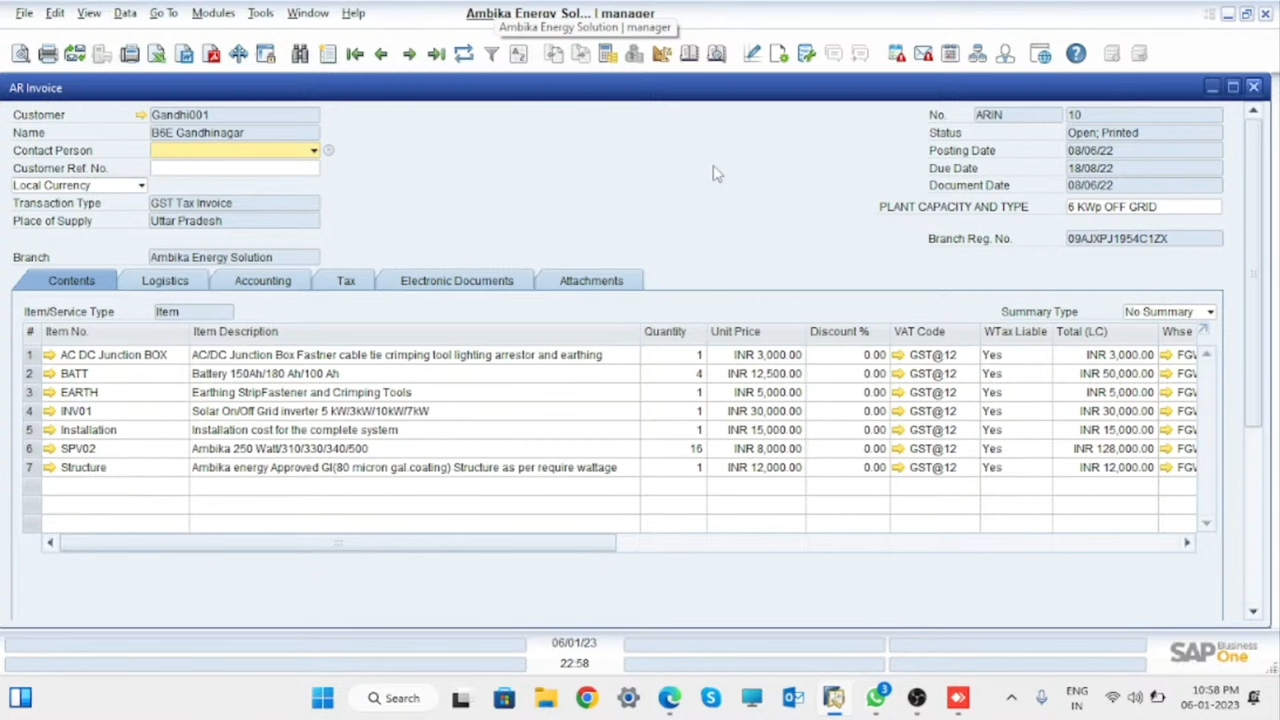 File Edit View Data Go To Modules Tools Window Help
Ambika Energy Sol... | manager
Ambika Energy Solution | manager
AR Invoice
Customer Gandhi001
Name B6E Gandhinagar
Contact Person
Customer Ref. No.
Local Currency
Transaction Type GST Tax Invoice
Place of Supply Uttar Pradesh
Branch Ambika Energy Solution
No. ARIN 10
Status Open; Printed
Posting Date 08/06/22
Due Date 18/08/22
Document Date 08/06/22
PLANT CAPACITY AND TYPE 6 KWp OFF GRID
Branch Reg. No. 09AJXPJ1954C1ZX
Contents Logistics Accounting Tax Electronic Documents Attachments
Item/Service Type Item Summary Type No Summary
# Item No. Item Description Quantity Unit Price Discount % VAT Code WTax Liable Total (LC) Whse
1 AC DC Junction BOX AC/DC Junction Box Fastner cable tie crimping tool lighting arrestor and earthing 1 INR 3,000.00 0.00 GST@12 Yes INR 3,000.00 FGV
2 BATT Battery 150Ah/180 Ah/100 Ah 4 INR 12,500.00 0.00 GST@12 Yes INR 50,000.00 FGV
3 EARTH Earthing StripFastener and Crimping Tools 1 INR 5,000.00 0.00 GST@12 Yes INR 5,000.00 FGV
4 INV01 Solar On/Off Grid inverter 5 kW/3kW/10kW/7kW 1 INR 30,000.00 0.00 GST@12 Yes INR 30,000.00 FGV
5 Installation Installation cost for the complete system 1 INR 15,000.00 0.00 GST@12 Yes INR 15,000.00 FGV
6 SPV02 Ambika 250 Watt/310/330/340/500 16 INR 8,000.00 0.00 GST@12 Yes INR 128,000.00 FGV
7 Structure Ambika energy Approved GI(80 micron gal.coating) Structure as per require wattage 1 INR 12,000.00 0.00 GST@12 Yes INR 12,000.00 FGV
06/01/23
22:58
SAP Business One
Search
3
ENG
IN
10:58 PM
06-01-2023